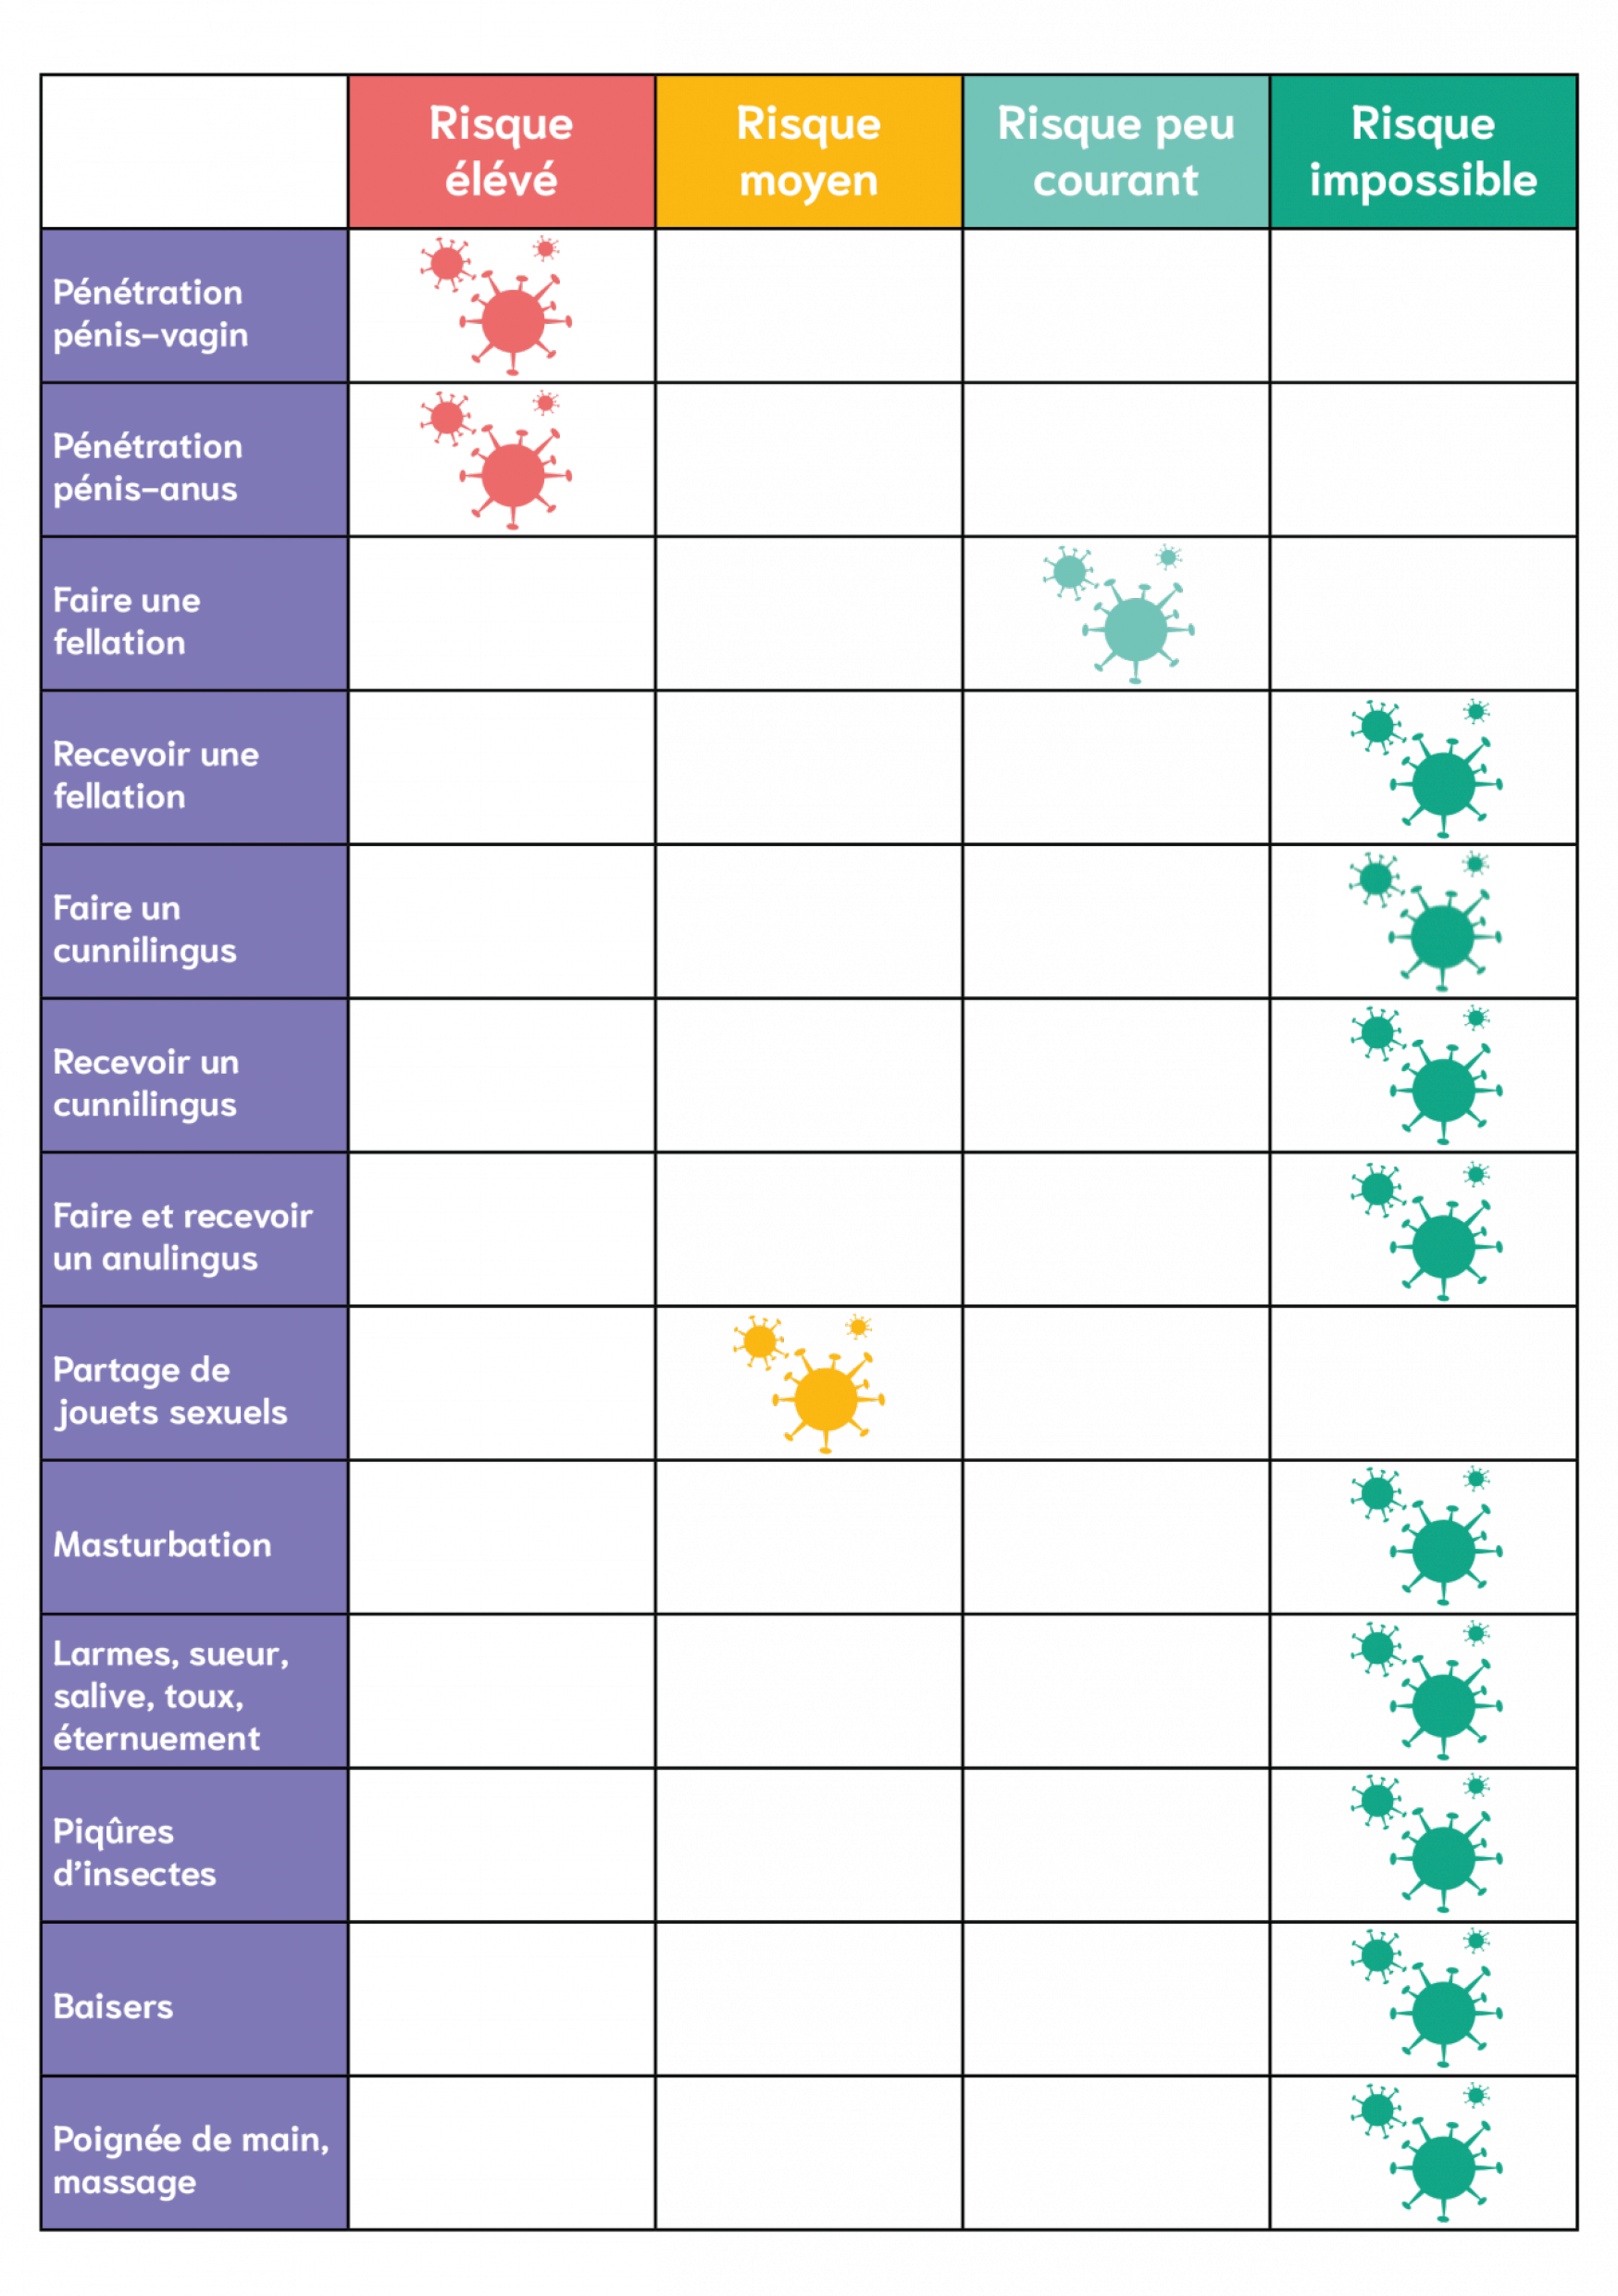 Risque
élévé
Risque
moyen
Risque peu
courant
Risque
impossible
Pénétration
pénis-vagin
Pénétration
pénis-anus
Faire une
fellation
Recevoir une
fellation
Faire un
cunnilingus
Recevoir un
cunnilingus
Faire et recevoir
un anulingus
Partage de
jouets sexuels
Masturbation
Larmes, sueur,
salive, toux,
éternuement
Piqûres
d'insectes
Baisers
Poignée de main,
massage